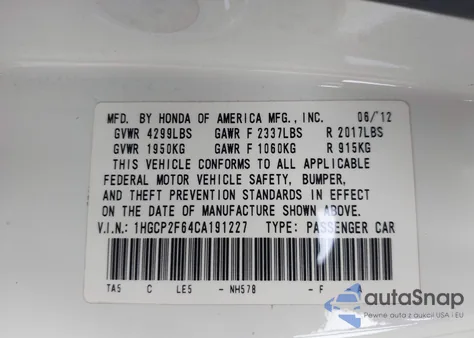 MFD. BY HONDA OF AMERICA MFG., INC. 06/12
GVWR 4299LBS GAWR F 2337LBS R 2017LBS
GVWR 1950KG GAWR F 1060KG R 915KG
THIS VEHICLE CONFORMS TO ALL APPLICABLE
FEDERAL MOTOR VEHICLE SAFETY, BUMPER,
AND THEFT PREVENTION STANDARDS IN EFFECT
ON THE DATE OF MANUFACTURE SHOWN ABOVE.
V.I.N.: 1HGCP2F64CA191227 TYPE: PASSENGER CAR
TA5 C LE5 - NH578 - F
autoSnap
Pewne auta z aukcji USA i EU